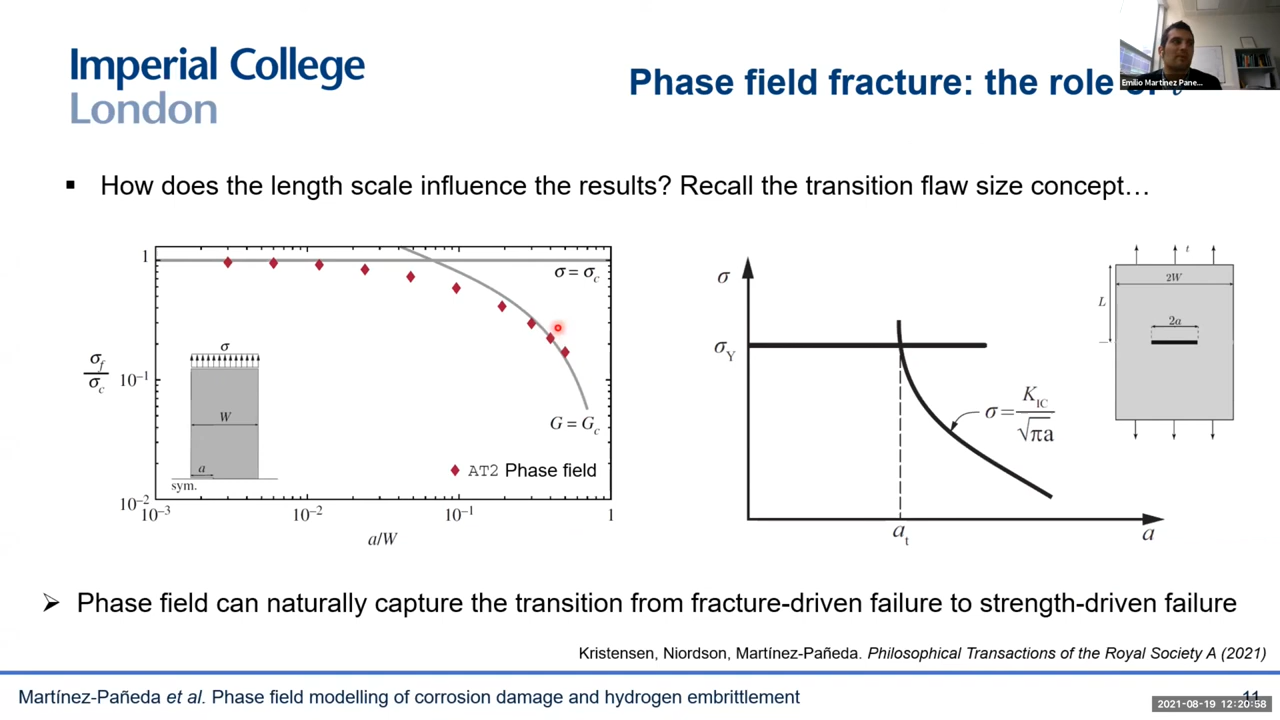 Imperial College
London
Phase field fracture: the role of ℓ
Emilio Martínez Pañe...
▪ How does the length scale influence the results? Recall the transition flaw size concept…
1
σ = σc
σf
σc
10⁻¹
σ
W
G = Gc
a
sym.
AT2 Phase field
10⁻²
10⁻³
10⁻²
10⁻¹
1
a/W
σ
σY
σ = KIC
√πa
at
a
t
2W
L
2a
➢ Phase field can naturally capture the transition from fracture-driven failure to strength-driven failure
Kristensen, Niordson, Martínez-Pañeda. Philosophical Transactions of the Royal Society A (2021)
Martínez-Pañeda et al. Phase field modelling of corrosion damage and hydrogen embrittlement
11
2021-08-19 12:20:58